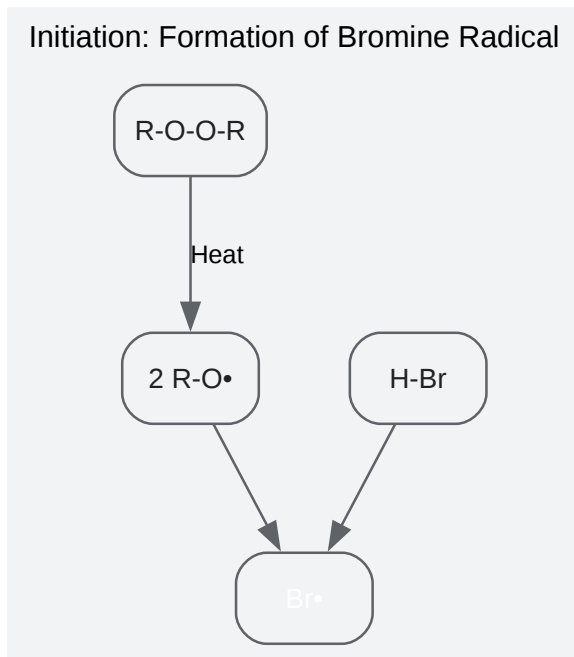 Initiation: Formation of Bromine Radical
R-O-O-R
Heat
2 R-O•
H-Br
Br•